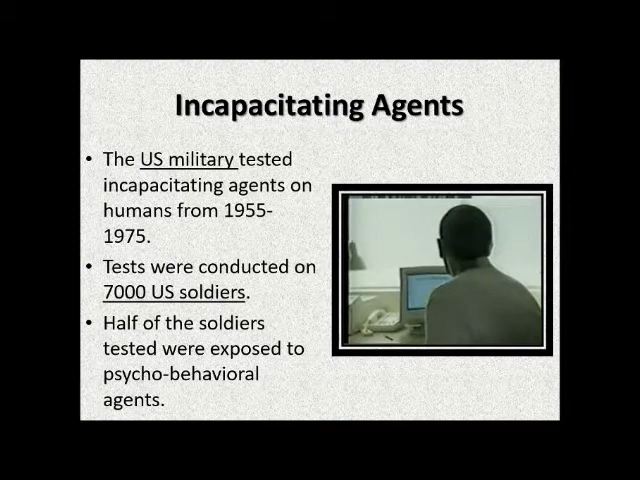 Incapacitating Agents
• The US military tested
incapacitating agents on
humans from 1955-
1975.
• Tests were conducted on
7000 US soldiers.
• Half of the soldiers
tested were exposed to
psycho-behavioral
agents.